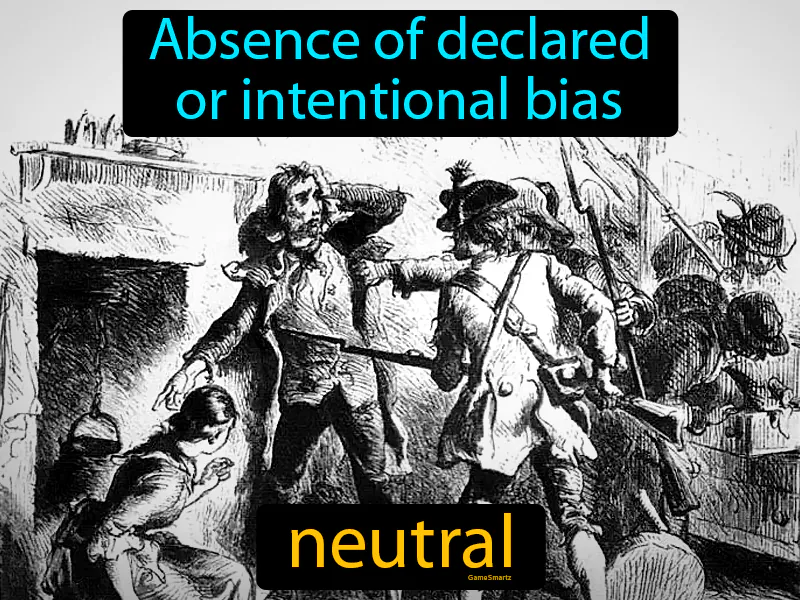 Absence of declared
or intentional bias
neutral
GameSmartz